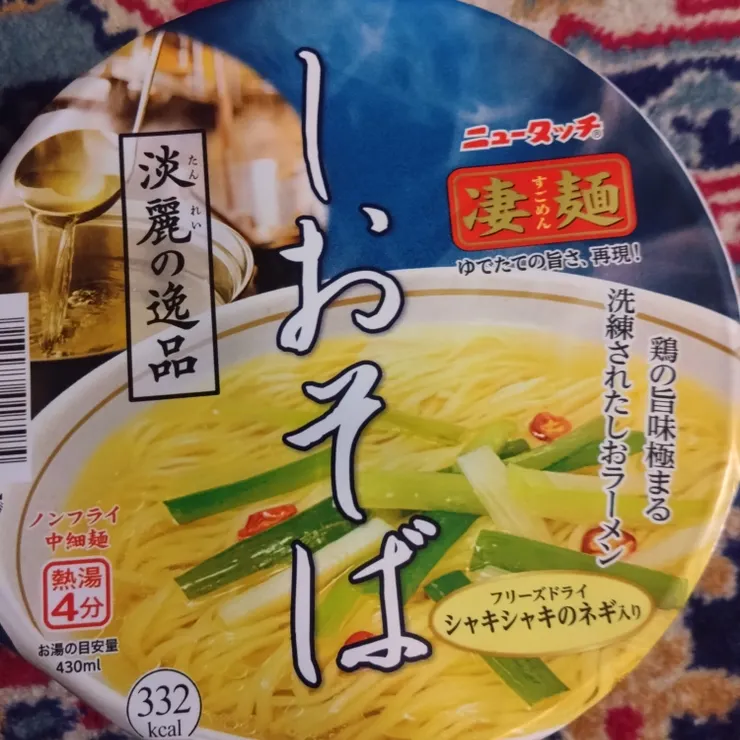 ニュータッチ®
凄麺
すごめん
ゆでたての旨さ、再現！
鶏の旨味極まる
洗練されたしおラーメン
しおそば
淡麗の逸品
たんれい
ノンフライ
中細麺
熱湯
4分
お湯の目安量
430ml
332
kcal
フリーズドライ
シャキシャキのネギ入り